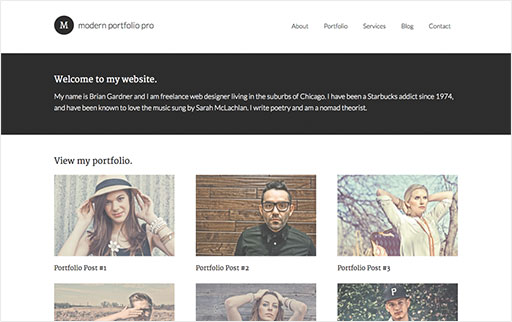 M modern portfolio pro
About Portfolio Services Blog Contact
Welcome to my website.
My name is Brian Gardner and I am freelance web designer living in the suburbs of Chicago. I have been a Starbucks addict since 1974,
and have been known to love the music sung by Sarah McLachlan. I write poetry and am a nomad theorist.
View my portfolio.
Portfolio Post #1
Portfolio Post #2
Portfolio Post #3
P